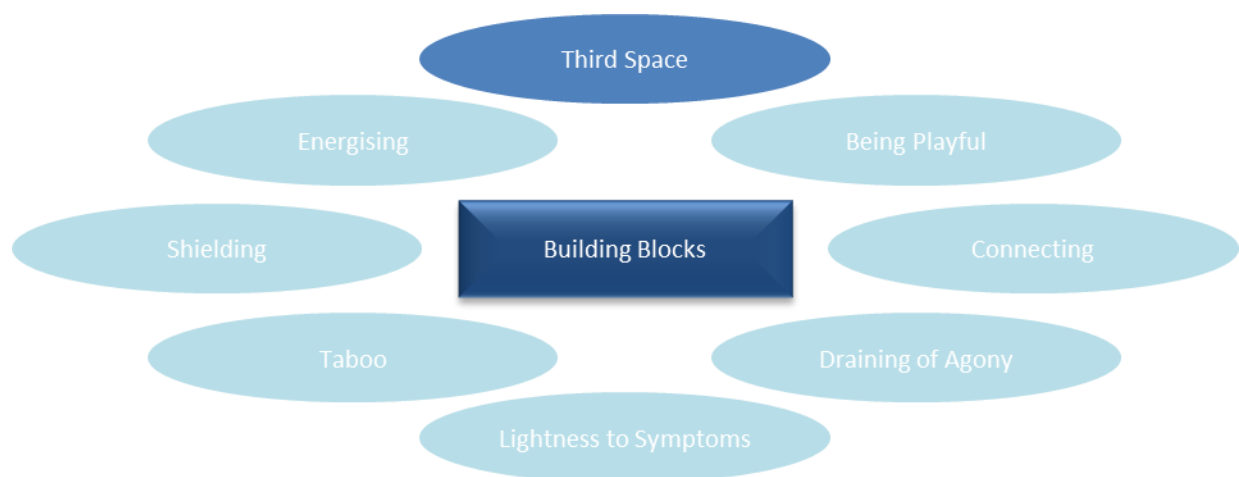 Third Space
Energising
Being Playful
Shielding
Building Blocks
Connecting
Taboo
Draining of Agony
Lightness to Symptoms